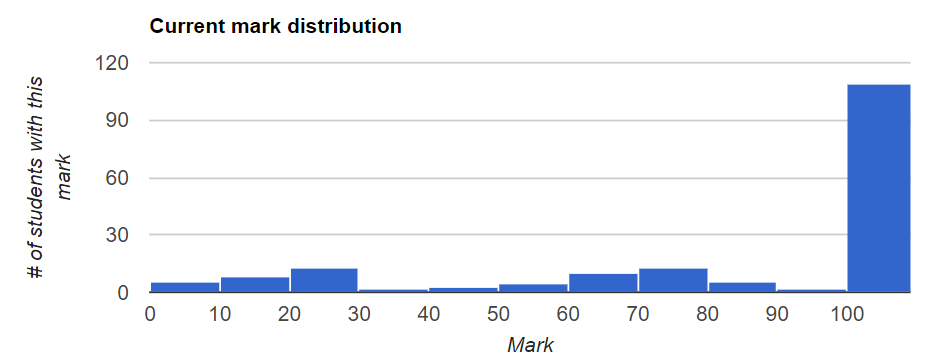 Current mark distribution
# of students with this
mark
120
90
60
30
0
0 10 20 30 40 50 60 70 80 90 100
Mark